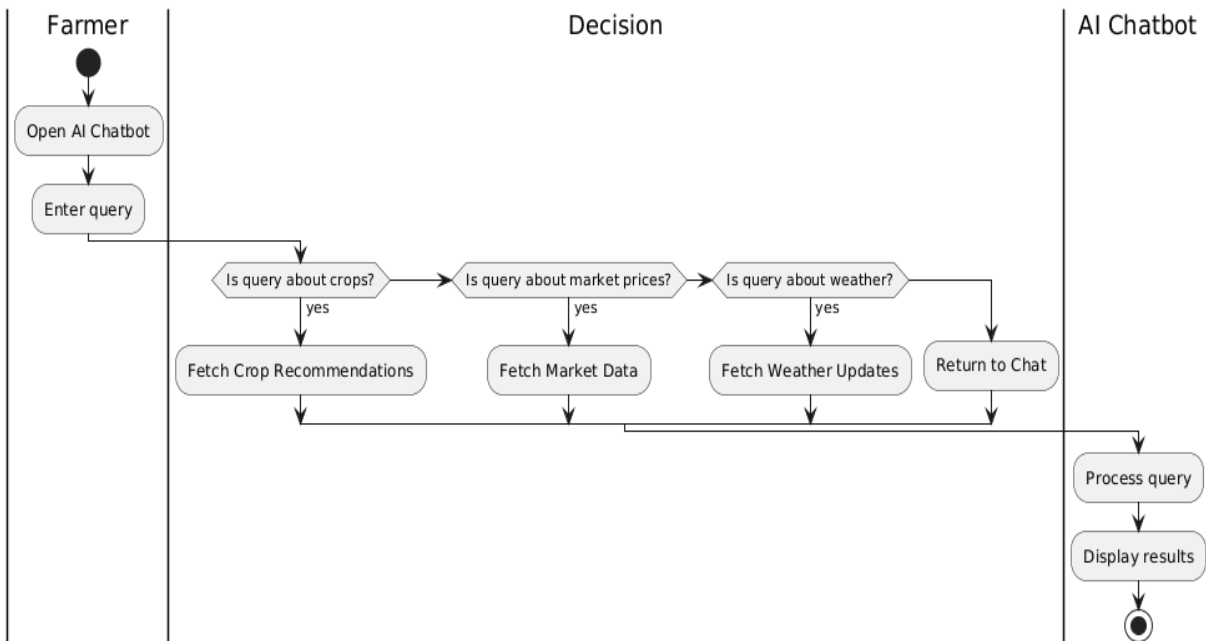 Farmer
Decision
AI Chatbot
Open AI Chatbot
Enter query
Is query about crops?
Is query about market prices?
Is query about weather?
yes
yes
yes
Fetch Crop Recommendations
Fetch Market Data
Fetch Weather Updates
Return to Chat
Process query
Display results